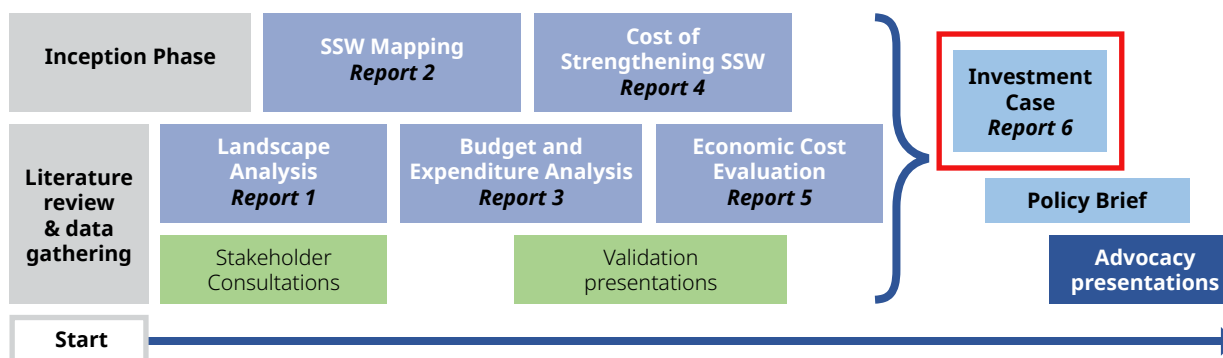 Inception Phase
SSW Mapping
Report 2
Cost of
Strengthening SSW
Report 4
Investment
Case
Report 6
Literature
review
& data
gathering
Landscape
Analysis
Report 1
Budget and
Expenditure Analysis
Report 3
Economic Cost
Evaluation
Report 5
Policy Brief
Stakeholder
Consultations
Validation
presentations
Advocacy
presentations
Start